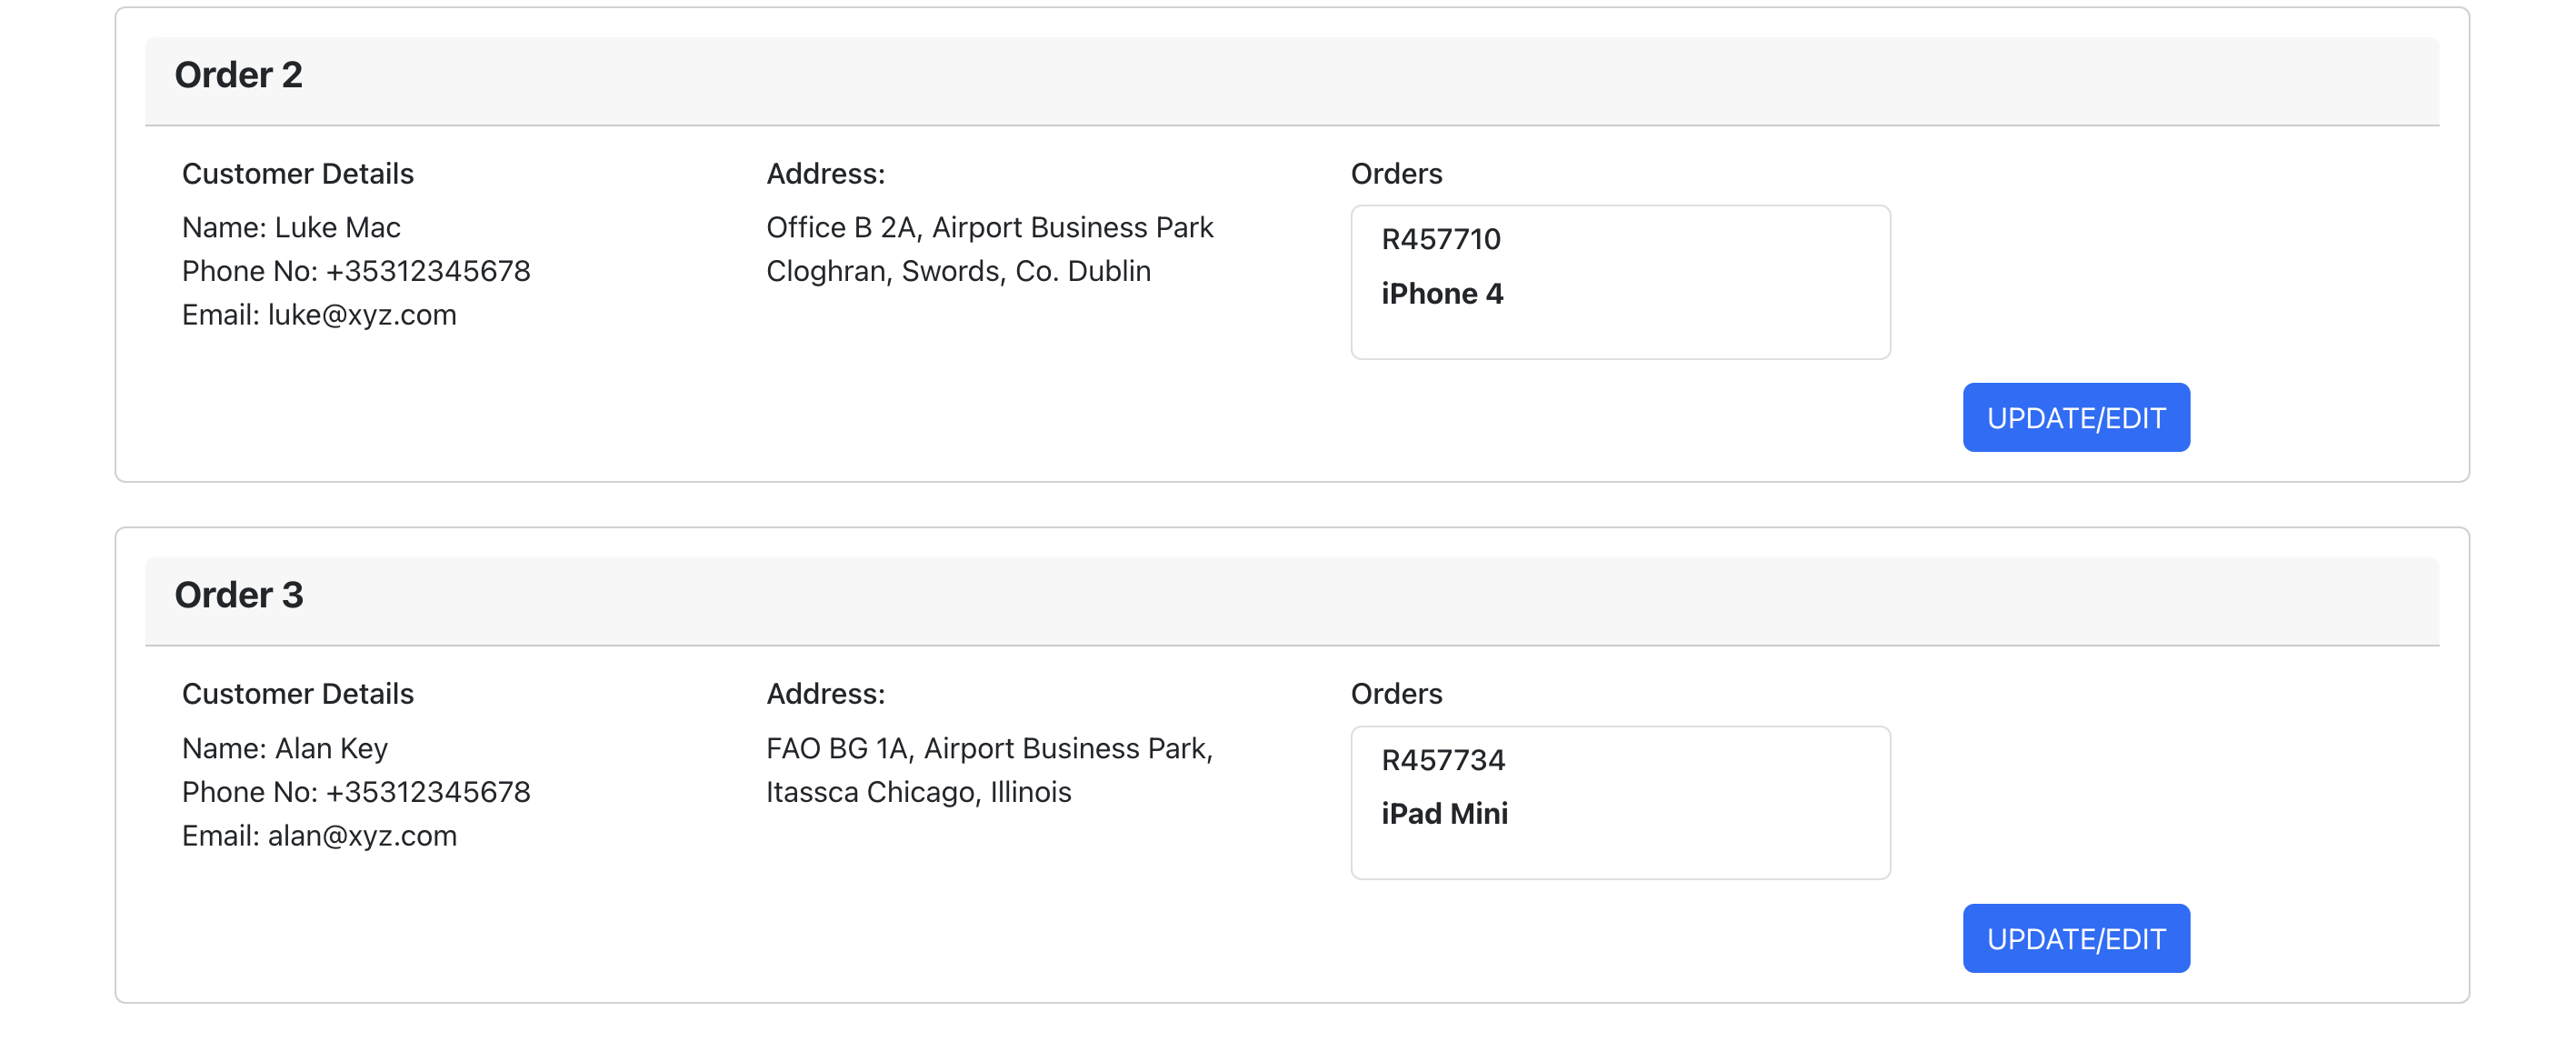 Order 2
Customer Details
Name: Luke Mac
Phone No: +35312345678
Email: luke@xyz.com
Address:
Office B 2A, Airport Business Park
Cloghran, Swords, Co. Dublin
Orders
R457710
iPhone 4
UPDATE/EDIT
Order 3
Customer Details
Name: Alan Key
Phone No: +35312345678
Email: alan@xyz.com
Address:
FAO BG 1A, Airport Business Park,
Itassca Chicago, Illinois
Orders
R457734
iPad Mini
UPDATE/EDIT